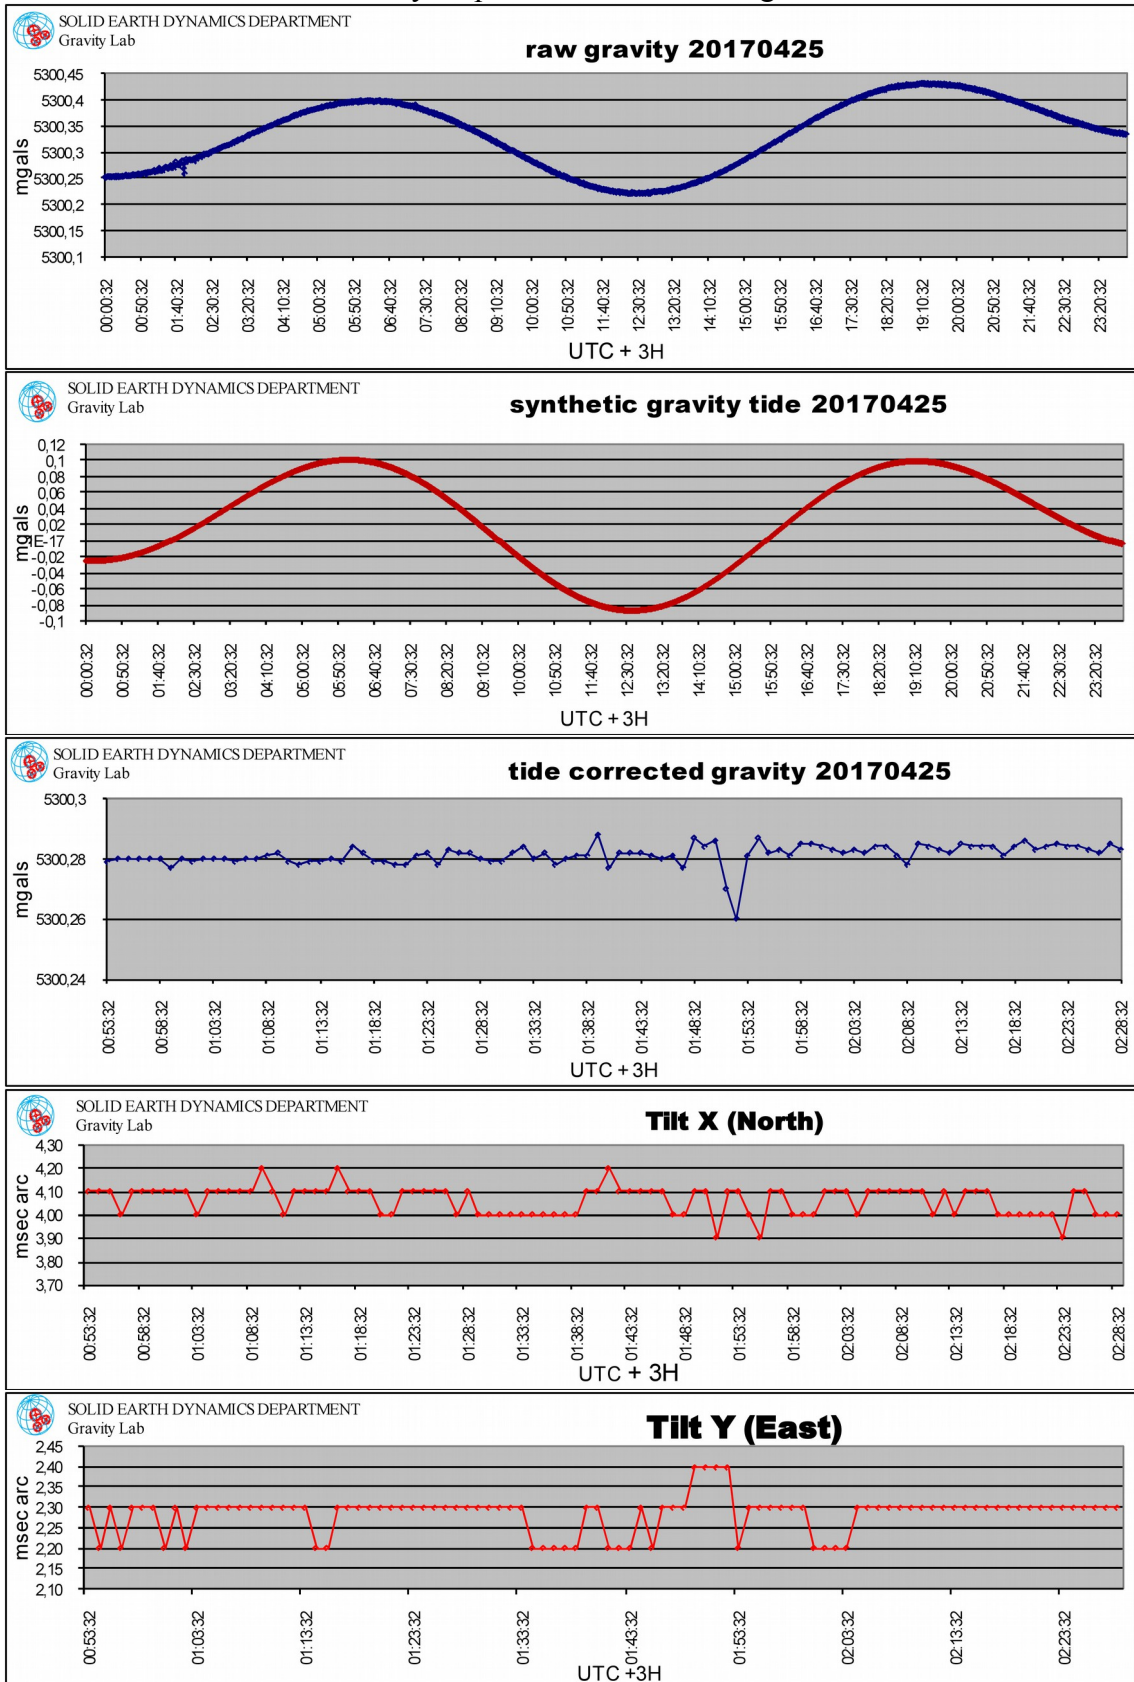 SOLID EARTH DYNAMICS DEPARTMENT
Gravity Lab
raw gravity 20170425
5300,45
5300,4
5300,35
5300,3
5300,25
5300,2
5300,15
5300,1
mgals
00:00:32 00:50:32 01:40:32 02:30:32 03:20:32 04:10:32 05:00:32 05:50:32 06:40:32 07:30:32 08:20:32 09:10:32 10:00:32 10:50:32 11:40:32 12:30:32 13:20:32 14:10:32 15:00:32 15:50:32 16:40:32 17:30:32 18:20:32 19:10:32 20:00:32 20:50:32 21:40:32 22:30:32 23:20:32
UTC + 3H
SOLID EARTH DYNAMICS DEPARTMENT
Gravity Lab
synthetic gravity tide 20170425
0,12
0,1
0,08
0,06
0,04
0,02
E-17
-0,02
-0,04
-0,06
-0,08
-0,1
mgals
00:00:32 00:50:32 01:40:32 02:30:32 03:20:32 04:10:32 05:00:32 05:50:32 06:40:32 07:30:32 08:20:32 09:10:32 10:00:32 10:50:32 11:40:32 12:30:32 13:20:32 14:10:32 15:00:32 15:50:32 16:40:32 17:30:32 18:20:32 19:10:32 20:00:32 20:50:32 21:40:32 22:30:32 23:20:32
UTC +3H
SOLID EARTH DYNAMICS DEPARTMENT
Gravity Lab
tide corrected gravity 20170425
5300,3
5300,28
5300,26
5300,24
mgals
00:53:32 00:58:32 01:03:32 01:08:32 01:13:32 01:18:32 01:23:32 01:28:32 01:33:32 01:38:32 01:43:32 01:48:32 01:53:32 01:58:32 02:03:32 02:08:32 02:13:32 02:18:32 02:23:32 02:28:32
UTC +3H
SOLID EARTH DYNAMICS DEPARTMENT
Gravity Lab
Tilt X (North)
4,30
4,20
4,10
4,00
3,90
3,80
3,70
msec arc
00:53:32 00:58:32 01:03:32 01:08:32 01:13:32 01:18:32 01:23:32 01:28:32 01:33:32 01:38:32 01:43:32 01:48:32 01:53:32 01:58:32 02:03:32 02:08:32 02:13:32 02:18:32 02:23:32 02:28:32
UTC + 3H
SOLID EARTH DYNAMICS DEPARTMENT
Gravity Lab
Tilt Y (East)
2,45
2,40
2,35
2,30
2,25
2,20
2,15
2,10
msec arc
00:53:32 01:03:32 01:13:32 01:23:32 01:33:32 01:43:32 01:53:32 02:03:32 02:13:32 02:23:32
UTC +3H